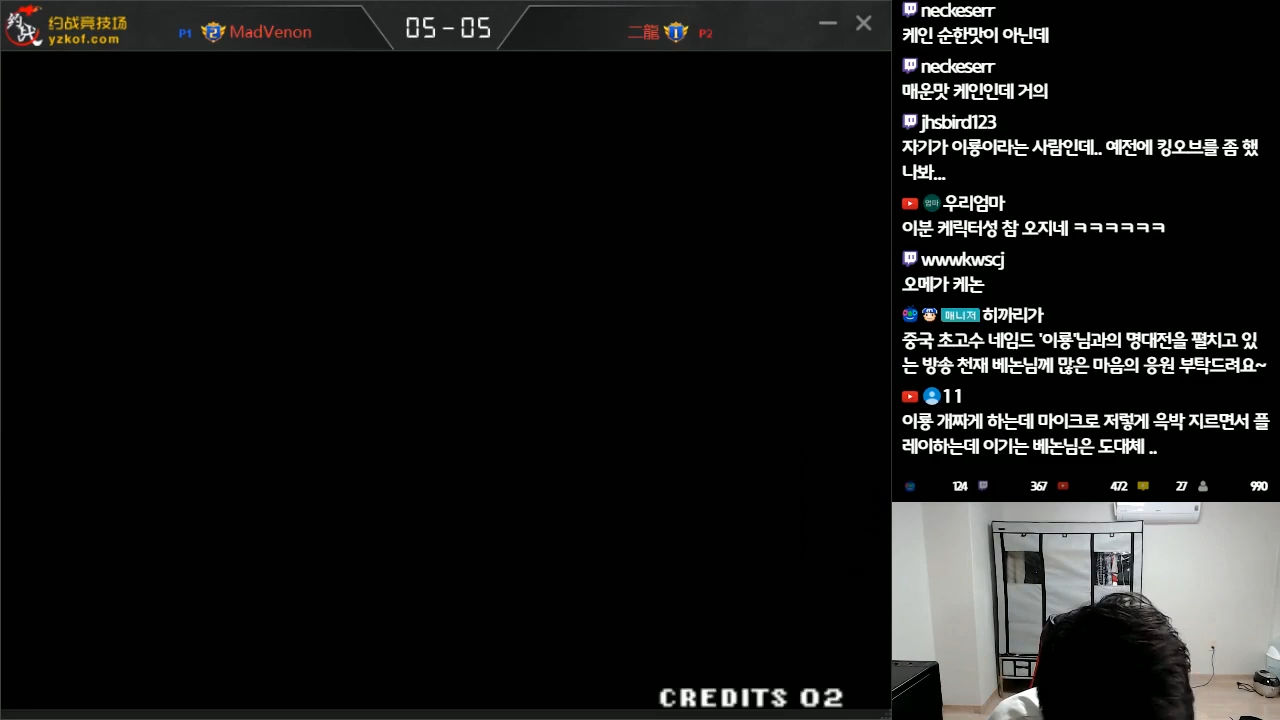 约战竞技场
yzkof.com
P1 2 MadVenon
05-05
二龍 1 P2
CREDITS 02
neckeserr
케인 순한맛이 아닌데
neckeserr
매운맛 케인인데 거의
jhsbird123
자기가 이룡이라는 사람인데.. 예전에 킹오브를 좀 했
나봐...
엄마 우리엄마
이분 케릭터성 참 오지네 ㅋㅋㅋㅋㅋㅋ
wwwkwscj
오메가 케논
매니저 히까리가
중국 초고수 네임드 '이룡'님과의 명대전을 펼치고 있
는 방송 천재 베논님께 많은 마음의 응원 부탁드려요~
1 1
이룡 개짜게 하는데 마이크로 저렇게 윽박 지르면서 플
레이하는데 이기는 베논님은 도대체 ..
124 367 472 27 990